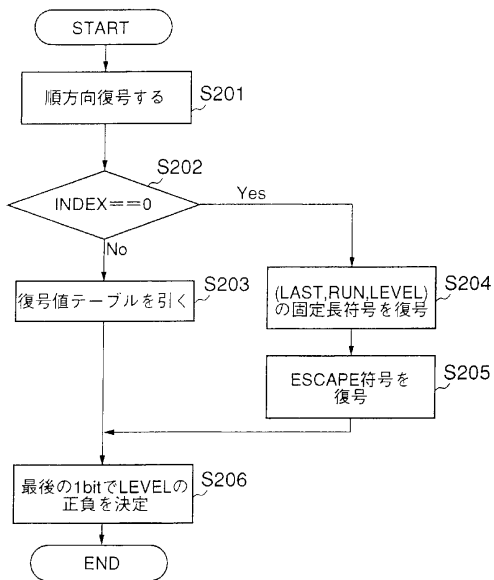 START
順方向復号する
S201
S202
INDEX==0
Yes
No
復号値テーブルを引く
S203
(LAST,RUN,LEVEL)
の固定長符号を復号
S204
ESCAPE符号を
復号
S205
最後の1bitでLEVELの
正負を決定
S206
END